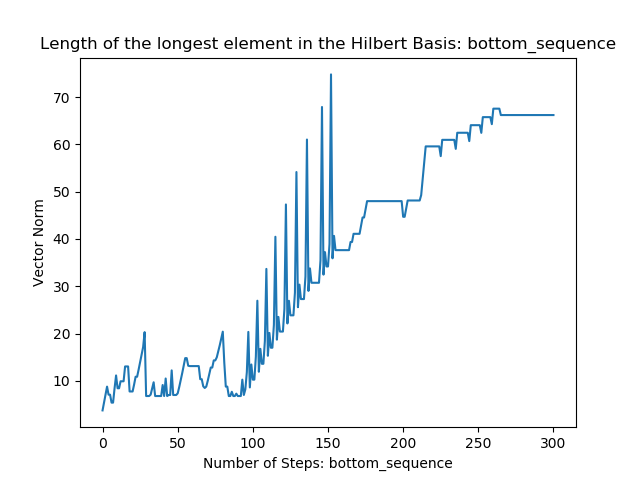 Length of the longest element in the Hilbert Basis: bottom_sequence
Vector Norm
70
60
50
40
30
20
10
0 50 100 150 200 250 300
Number of Steps: bottom_sequence